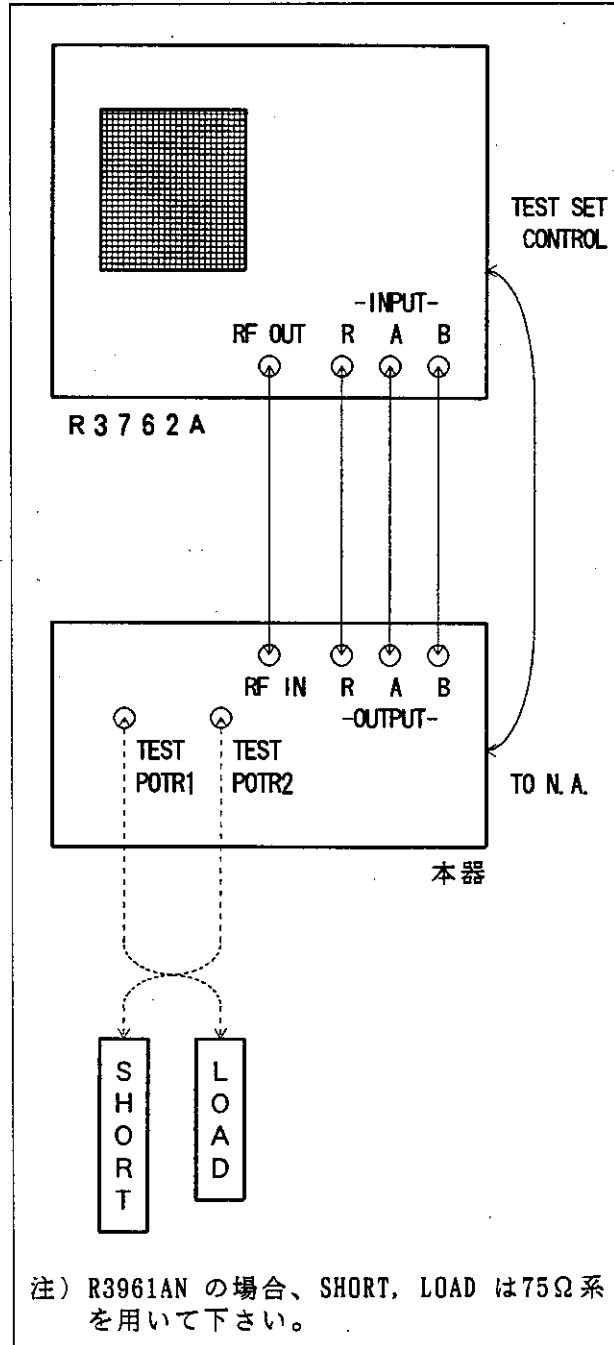 TEST SET
CONTROL
-INPUT-
RF OUT R A B
R3762A
RF IN R A B
-OUTPUT-
TEST
POTR1
TEST
POTR2
TO N.A.
本器
SHORT
LOAD
注) R3961AN の場合、SHORT, LOAD は75Ω系
を用いて下さい。